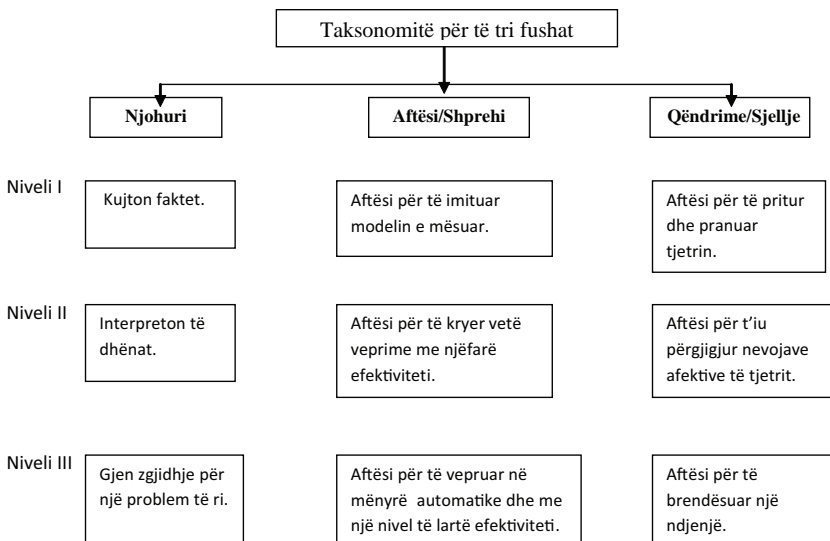 Taksonomitë për të tri fushat
Njohuri
Aftësi/Shprehi
Qëndrime/Sjellje
Niveli I
Kujton faktet.
Aftësi për të imituar
modelin e mësuar.
Aftësi për të pritur
dhe pranuar
tjetrin.
Niveli II
Interpreton të
dhënat.
Aftësi për të kryer vetë
veprime me njëfarë
efektiviteti.
Aftësi për t’iu
përgjigjur nevojave
afektive të tjetrit.
Niveli III
Gjen zgjidhje për
një problem të ri.
Aftësi për të vepruar në
mënyrë automatike dhe me
një nivel të lartë efektiviteti.
Aftësi për të
brendësuar një
ndjenjë.